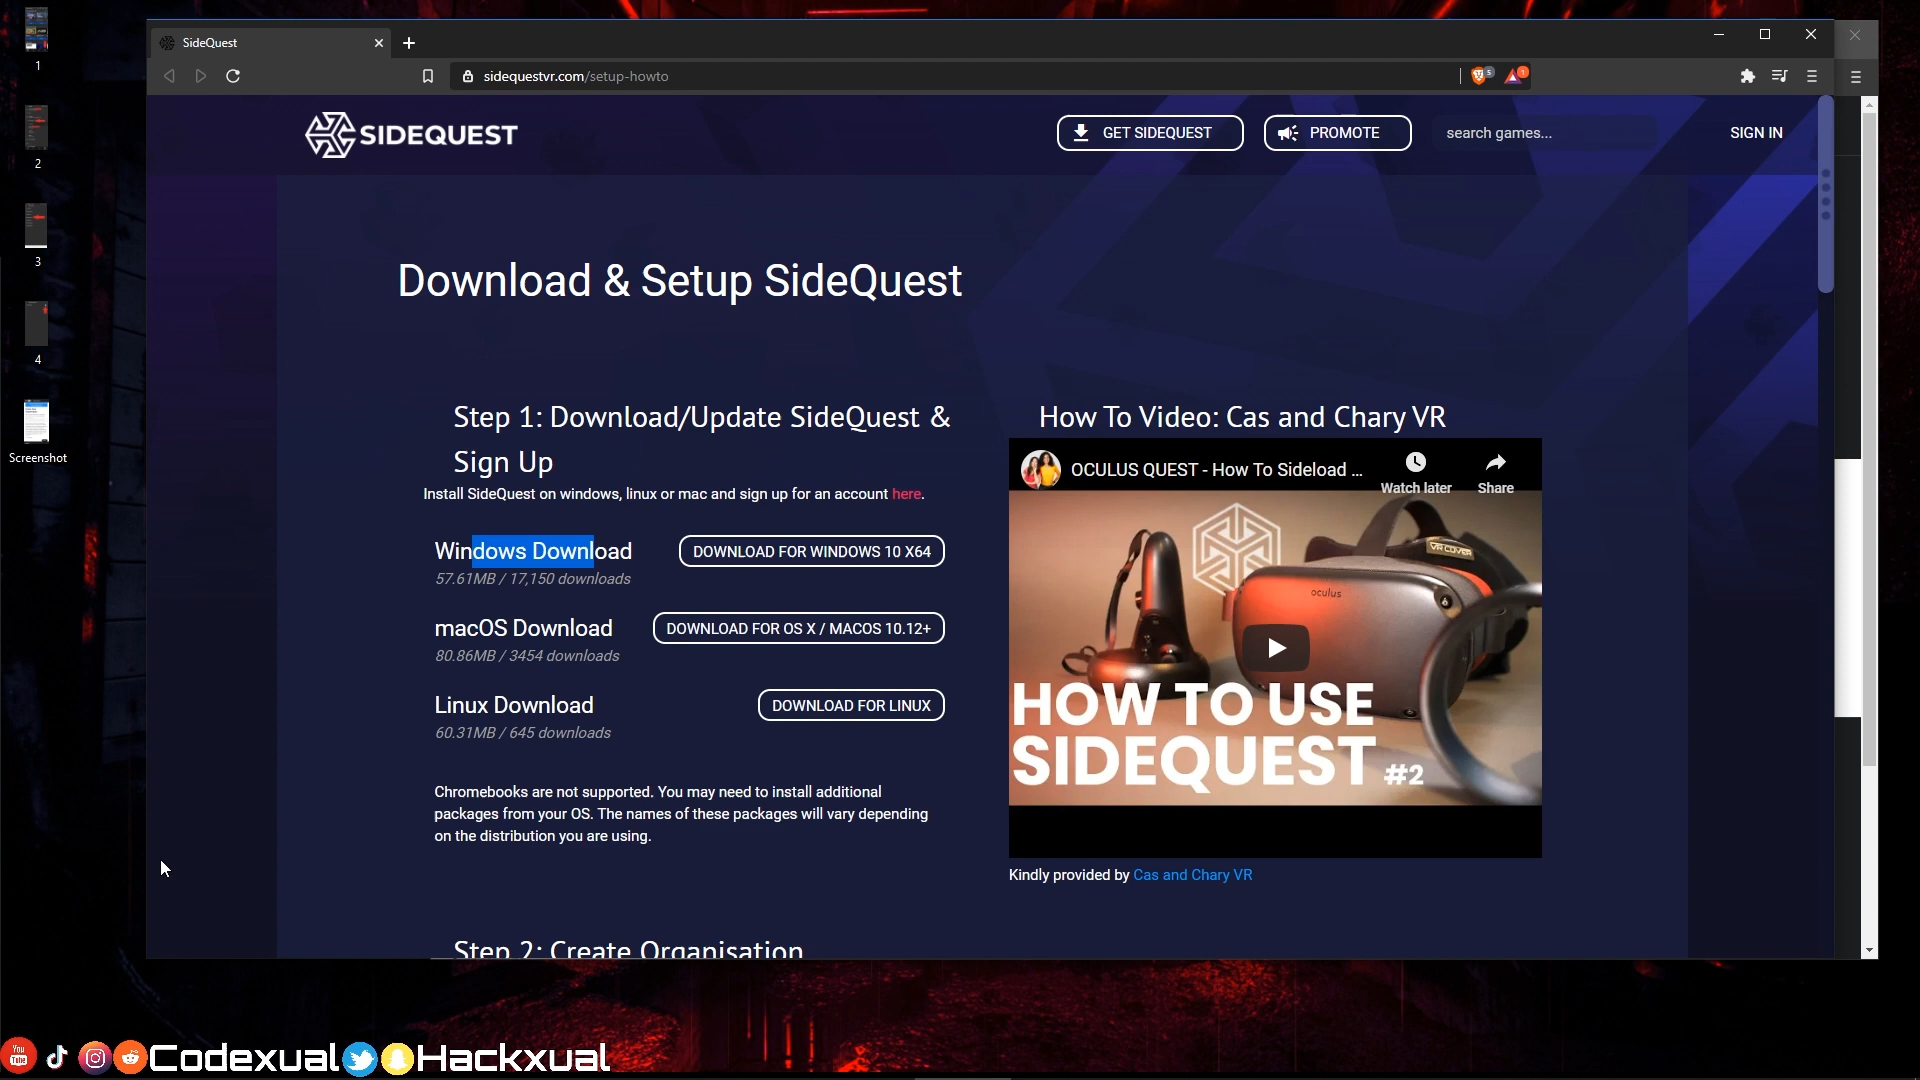 1
2
3
4
Screenshot
SideQuest
sidequestvr.com/setup-howto
5
1
SIDEQUEST
GET SIDEQUEST
PROMOTE
search games...
SIGN IN
Download & Setup SideQuest
Step 1: Download/Update SideQuest &
Sign Up
Install SideQuest on windows, linux or mac and sign up for an account here.
Windows Download
DOWNLOAD FOR WINDOWS 10 X64
57.61MB / 17,150 downloads
macOS Download
DOWNLOAD FOR OS X / MACOS 10.12+
80.86MB / 3454 downloads
Linux Download
DOWNLOAD FOR LINUX
60.31MB / 645 downloads
Chromebooks are not supported. You may need to install additional
packages from your OS. The names of these packages will vary depending
on the distribution you are using.
How To Video: Cas and Chary VR
OCULUS QUEST - How To Sideload ...
Watch later
Share
VR COVER
oculus
HOW TO USE
SIDEQUEST #2
Kindly provided by Cas and Chary VR
Step 2: Create Organisation
You
Tube
Codexual
Hackxual